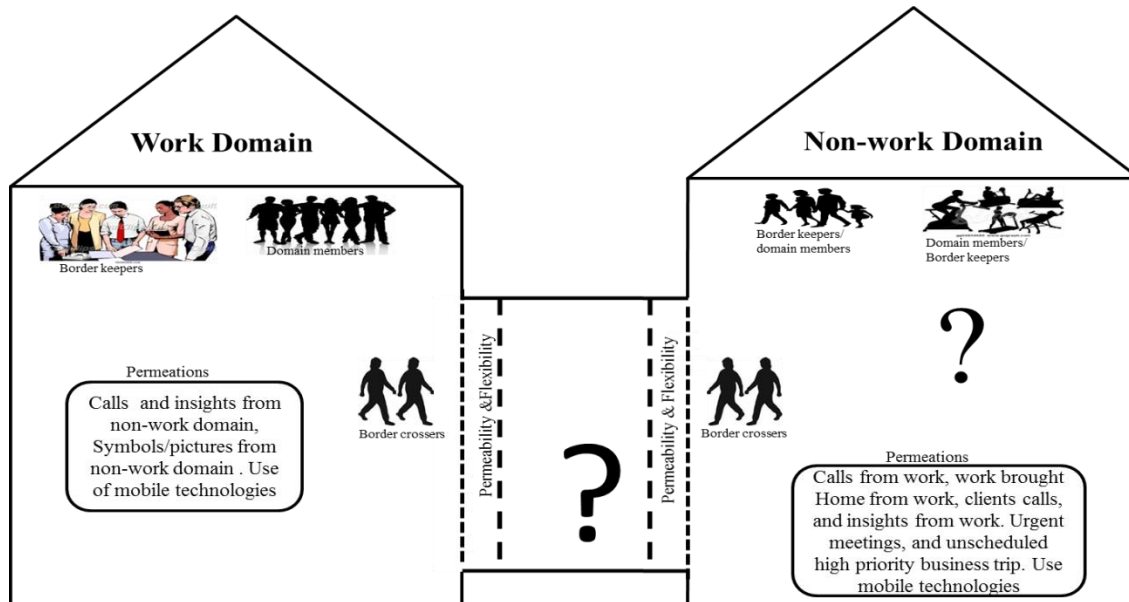 Work Domain
Border keepers
Domain members
Permeations
Calls and insights from
non-work domain,
Symbols/pictures from
non-work domain . Use
of mobile technologies
Border crossers
Permeability &Flexibility
?
Permeability & Flexibility
Non-work Domain
Border keepers/
domain members
Domain members/
Border keepers
?
Border crossers
Permeations
Calls from work, work brought
Home from work, clients calls,
and insights from work. Urgent
meetings, and unscheduled
high priority business trip. Use
mobile technologies